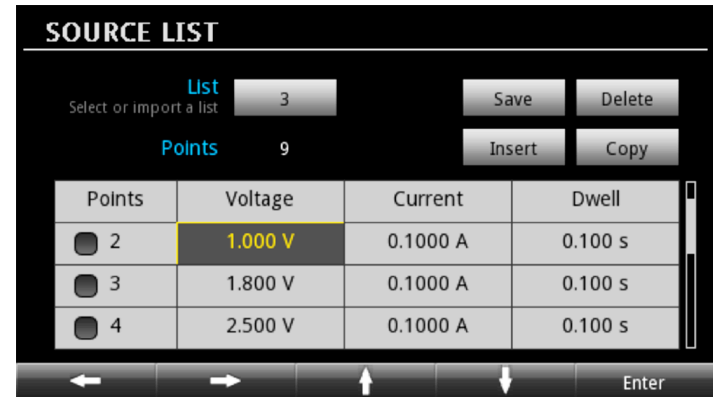 SOURCE LIST
List 3 Save Delete
Select or import a list
Points 9 Insert Copy
Points Voltage Current Dwell
2 1.000 V 0.1000 A 0.100 s
3 1.800 V 0.1000 A 0.100 s
4 2.500 V 0.1000 A 0.100 s
Enter